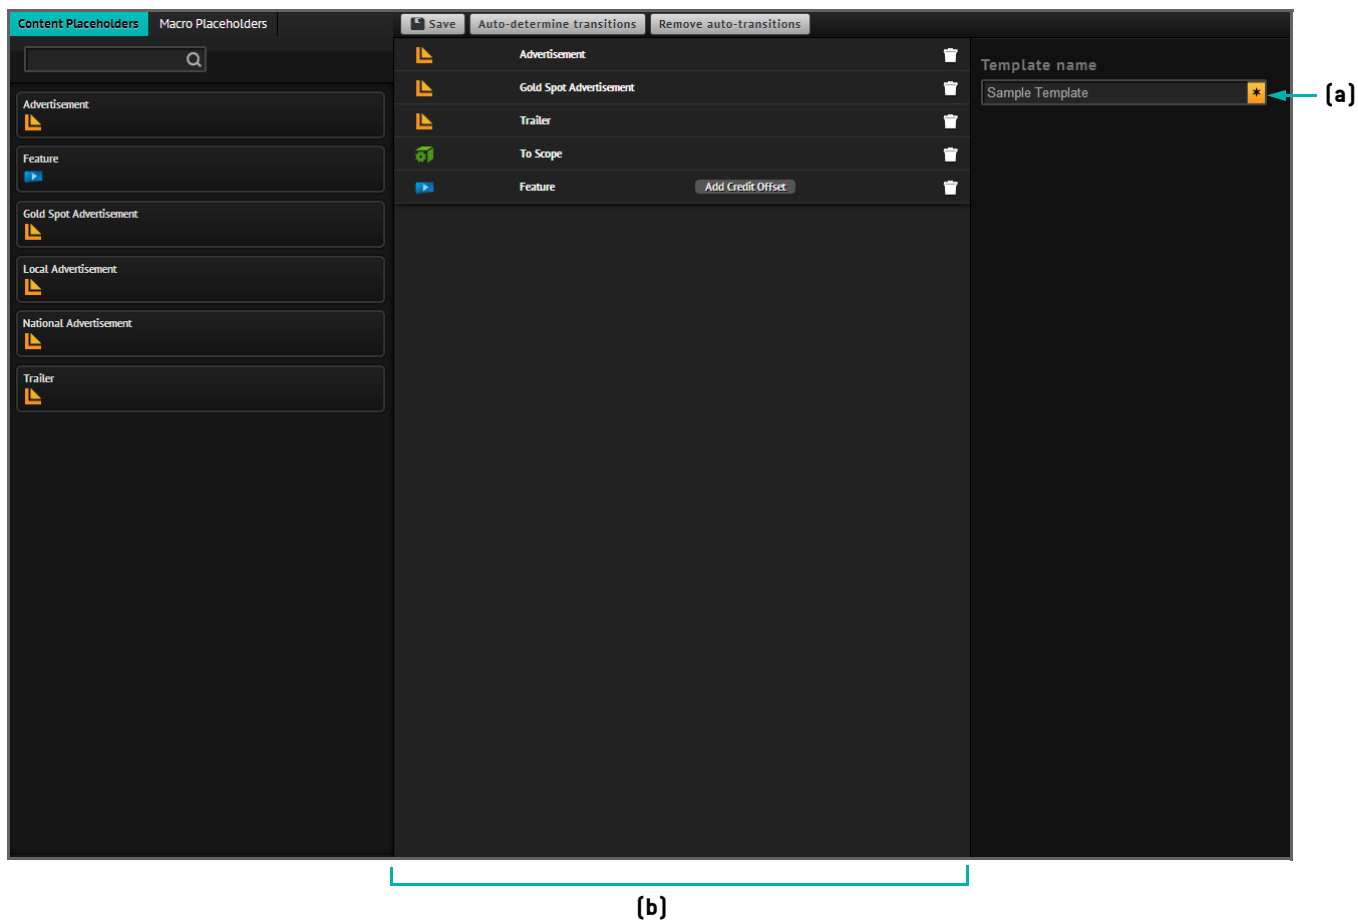 Content Placeholders
Macro Placeholders
Save
Auto-determine transitions
Remove auto-transitions
Advertisement
Feature
Gold Spot Advertisement
Local Advertisement
National Advertisement
Trailer
Advertisement
Gold Spot Advertisement
Trailer
To Scope
Feature
Add Credit Offset
Template name
Sample Template
*
(a)
(b)